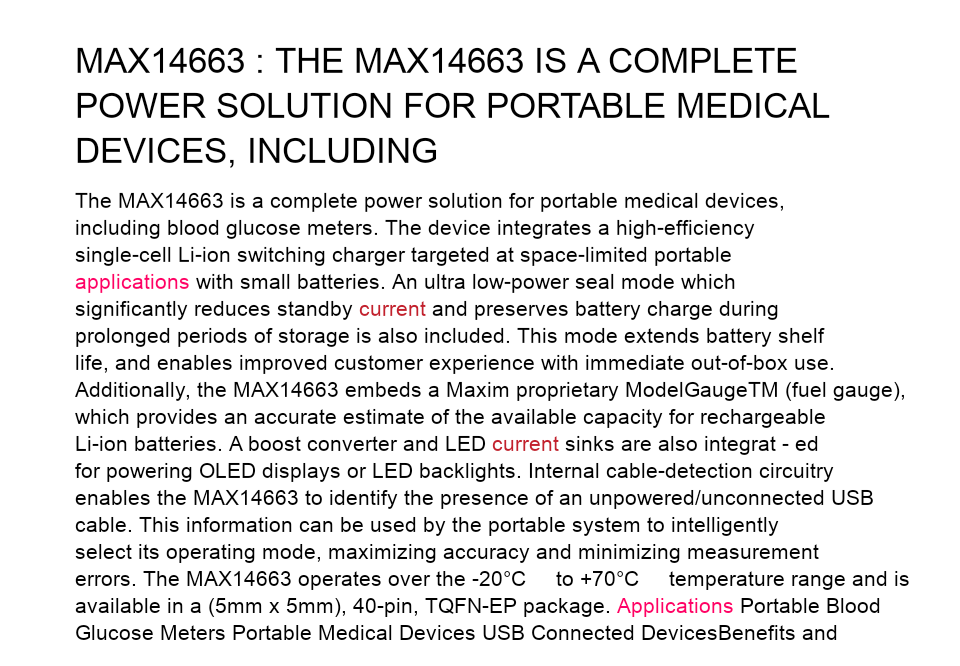 MAX14663 : THE MAX14663 IS A COMPLETE
POWER SOLUTION FOR PORTABLE MEDICAL
DEVICES, INCLUDING
The MAX14663 is a complete power solution for portable medical devices,
including blood glucose meters. The device integrates a high-efficiency
single-cell Li-ion switching charger targeted at space-limited portable
applications with small batteries. An ultra low-power seal mode which
significantly reduces standby current and preserves battery charge during
prolonged periods of storage is also included. This mode extends battery shelf
life, and enables improved customer experience with immediate out-of-box use.
Additionally, the MAX14663 embeds a Maxim proprietary ModelGaugeTM (fuel gauge),
which provides an accurate estimate of the available capacity for rechargeable
Li-ion batteries. A boost converter and LED current sinks are also integrat - ed
for powering OLED displays or LED backlights. Internal cable-detection circuitry
enables the MAX14663 to identify the presence of an unpowered/unconnected USB
cable. This information can be used by the portable system to intelligently
select its operating mode, maximizing accuracy and minimizing measurement
errors. The MAX14663 operates over the -20°C to +70°C temperature range and is
available in a (5mm x 5mm), 40-pin, TQFN-EP package. Applications Portable Blood
Glucose Meters Portable Medical Devices USB Connected DevicesBenefits and